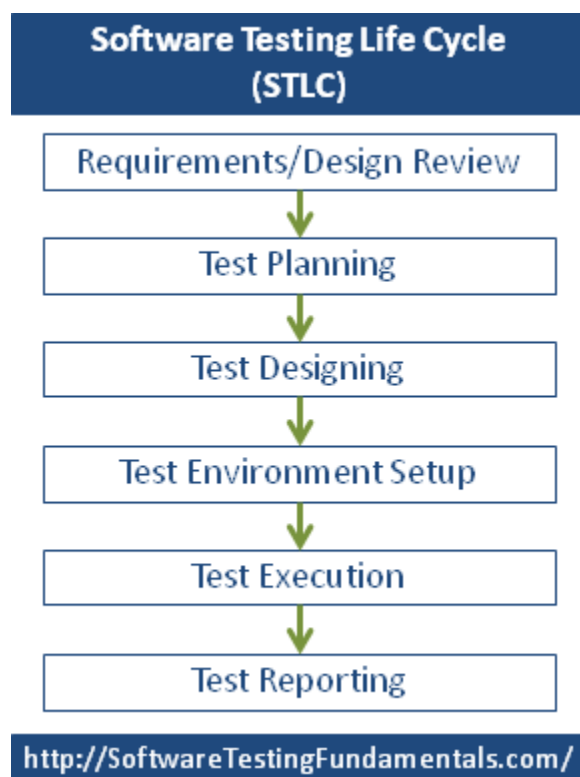 Software Testing Life Cycle
(STLC)
Requirements/Design Review
Test Planning
Test Designing
Test Environment Setup
Test Execution
Test Reporting
http://SoftwareTestingFundamentals.com/